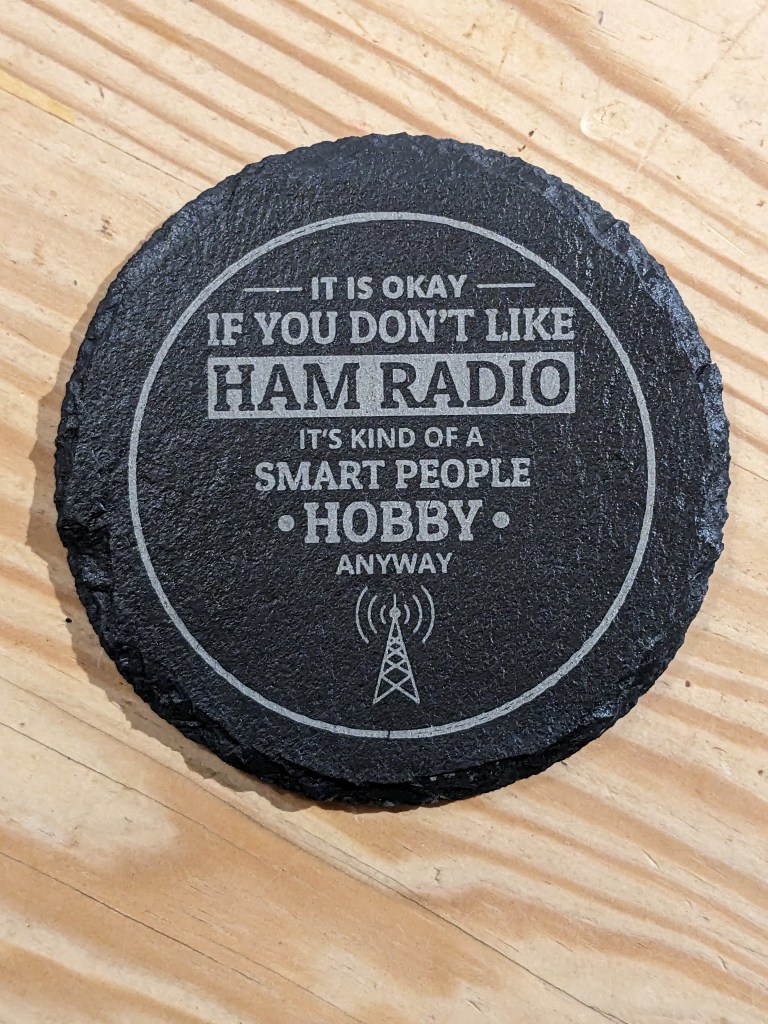 IT IS OKAY
IF YOU DON'T LIKE
HAM RADIO
IT'S KIND OF A
SMART PEOPLE
• HOBBY •
ANYWAY